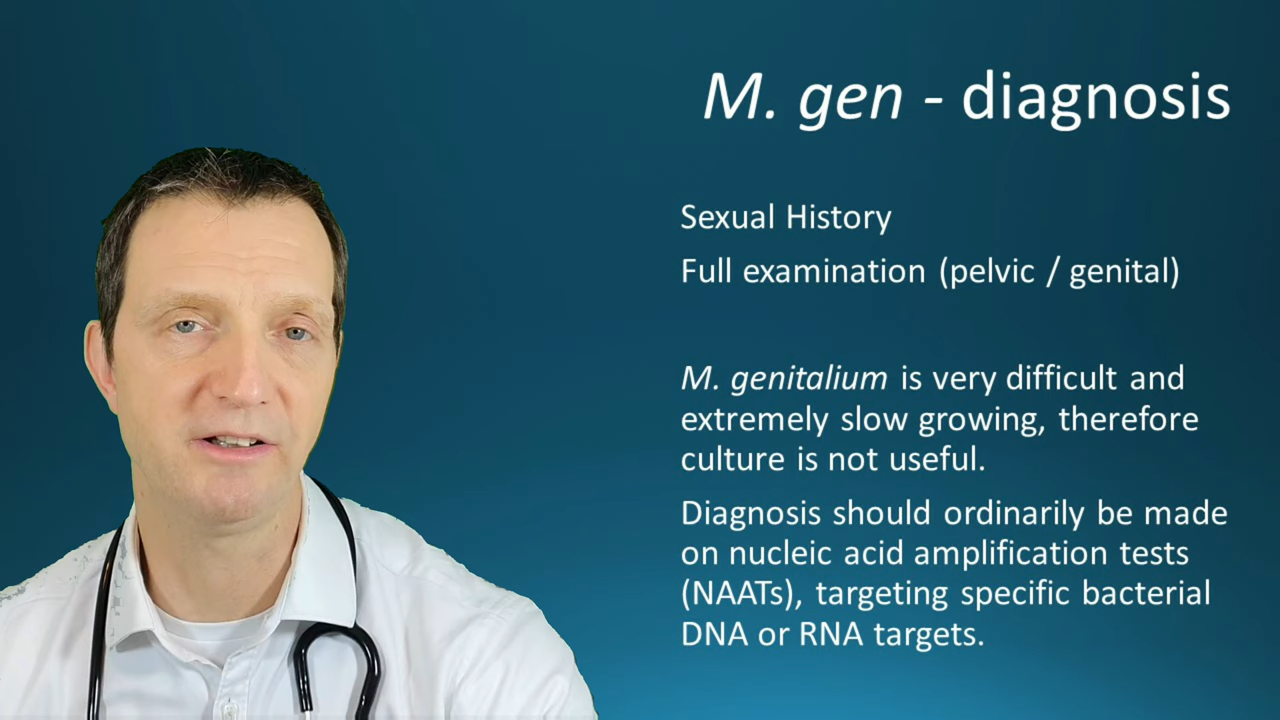 M. gen - diagnosis
Sexual History
Full examination (pelvic / genital)
M. genitalium is very difficult and
extremely slow growing, therefore
culture is not useful.
Diagnosis should ordinarily be made
on nucleic acid amplification tests
(NAATs), targeting specific bacterial
DNA or RNA targets.